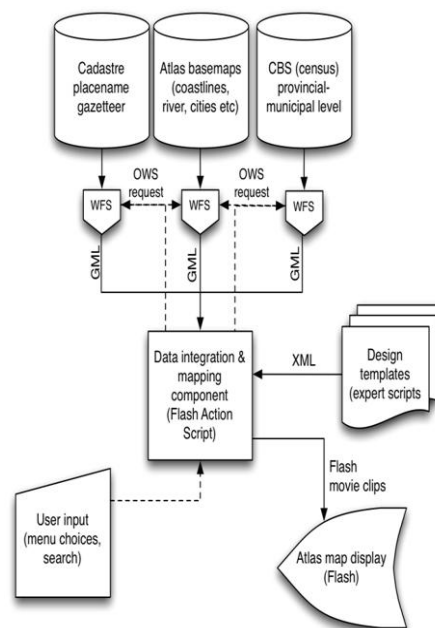 Cadastre
placename
gazetteer
Atlas basemaps
(coastlines,
river, cities etc)
CBS (census)
provincial-
municipal level
OWS
request
OWS
request
WFS
WFS
WFS
GML
GML
GML
Data integration &
mapping
component
(Flash Action
Script)
XML
Design
templates
(expert scripts
Flash
movie clips
User input
(menu choices,
search)
Atlas map display
(Flash)